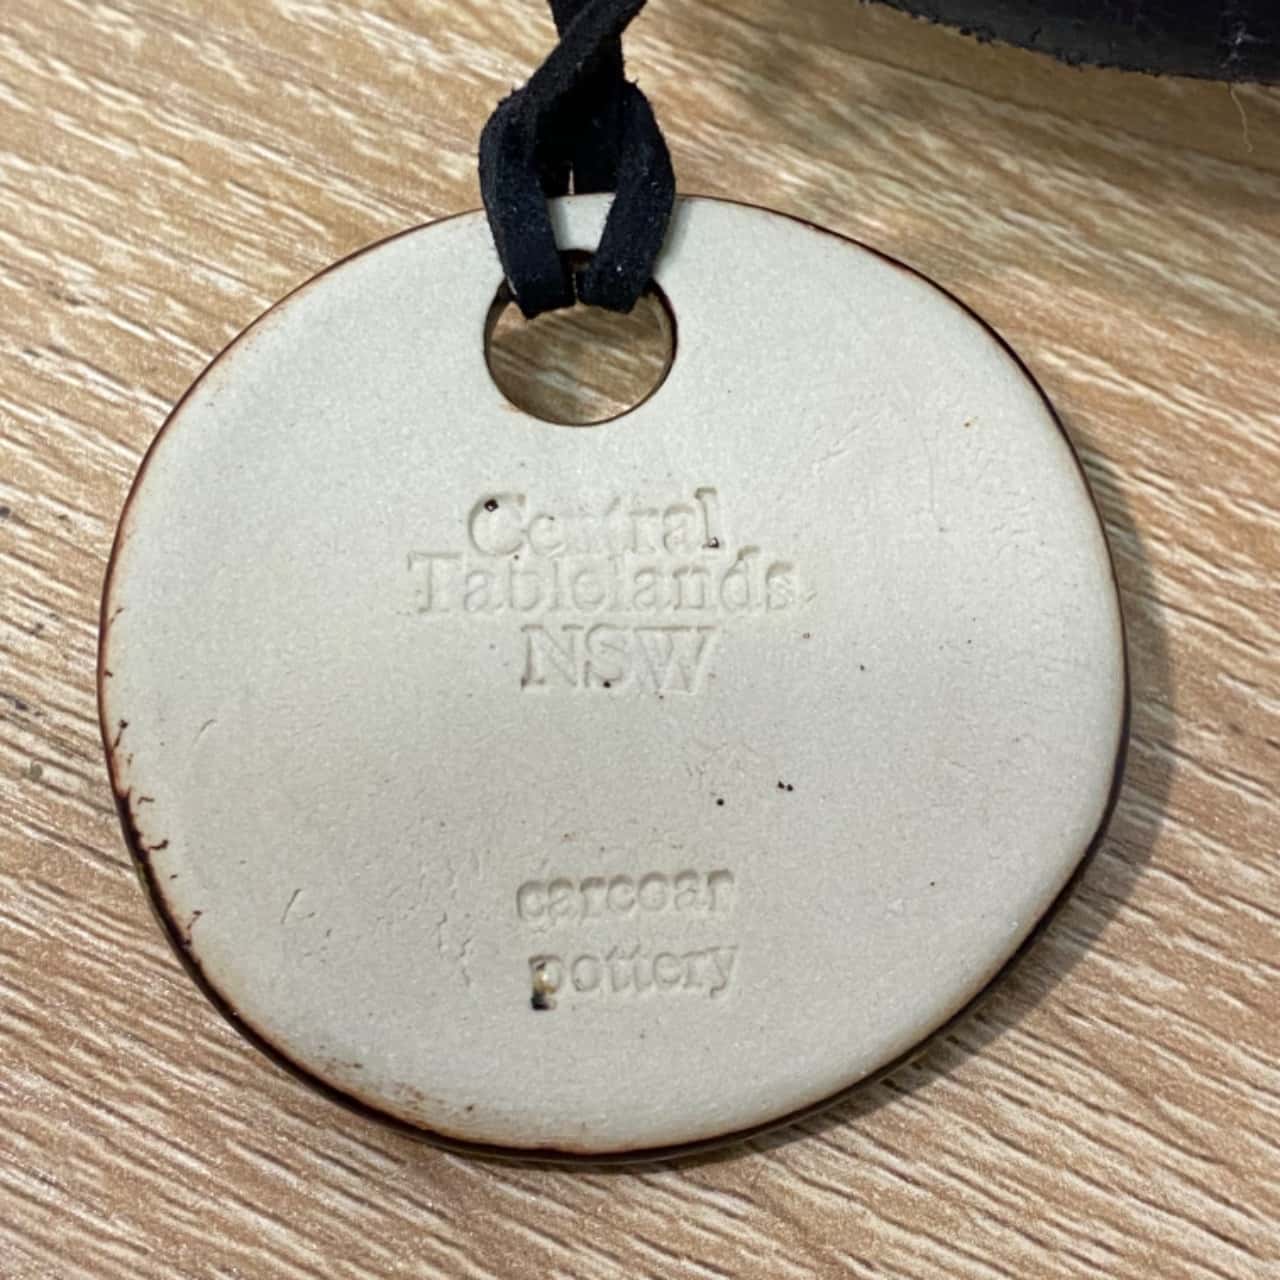 Central
Tablelands
NSW
carcoar
pottery